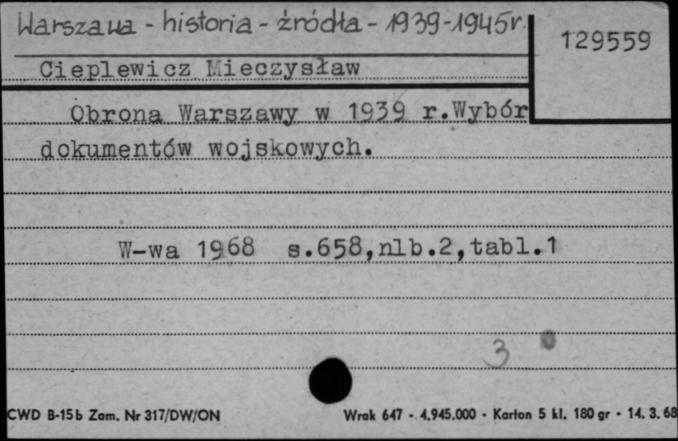 Warszawa - historia - źródła - 1939-1945r.
129559
Cieplewicz Mieczysław
Obrona Warszawy w 1939 r.Wybór
dokumentów wojskowych.
W-wa 1968 s.658,nlb.2,tabl.1
3
CWD B-15b Zam. Nr 317/DW/ON
Wrak 647 - 4.945.000 - Karton 5 kl. 180 gr - 14. 3. 68